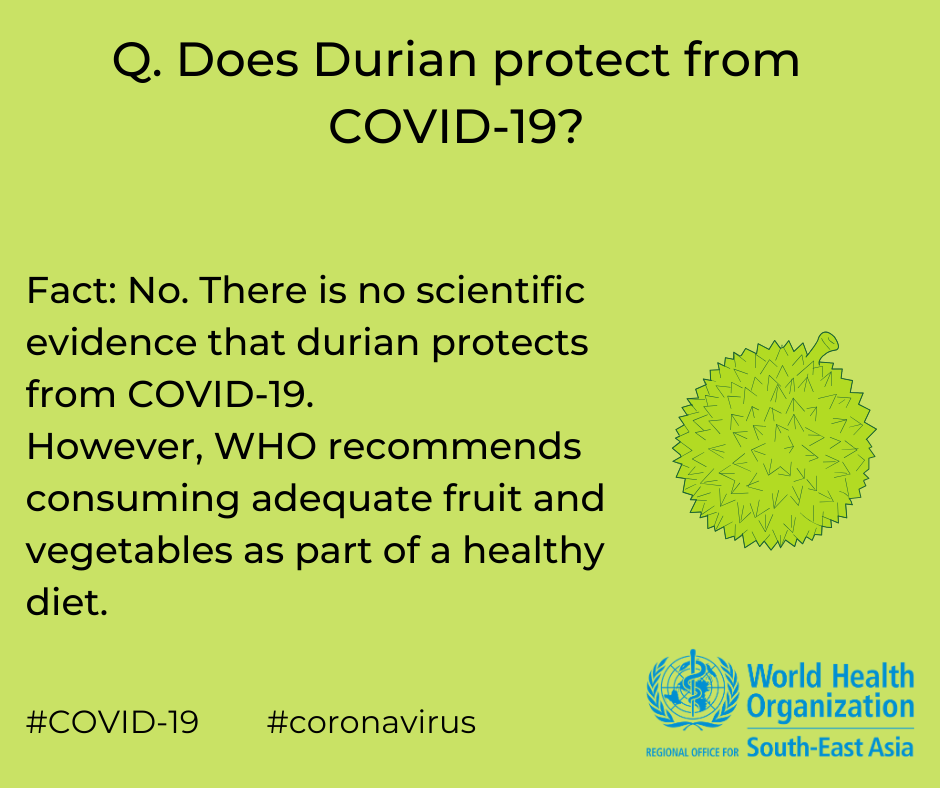 Q. Does Durian protect from
COVID-19?
Fact: No. There is no scientific
evidence that durian protects
from COVID-19.
However, WHO recommends
consuming adequate fruit and
vegetables as part of a healthy
diet.
#COVID-19 #coronavirus
World Health
Organization
REGIONAL OFFICE FOR South-East Asia